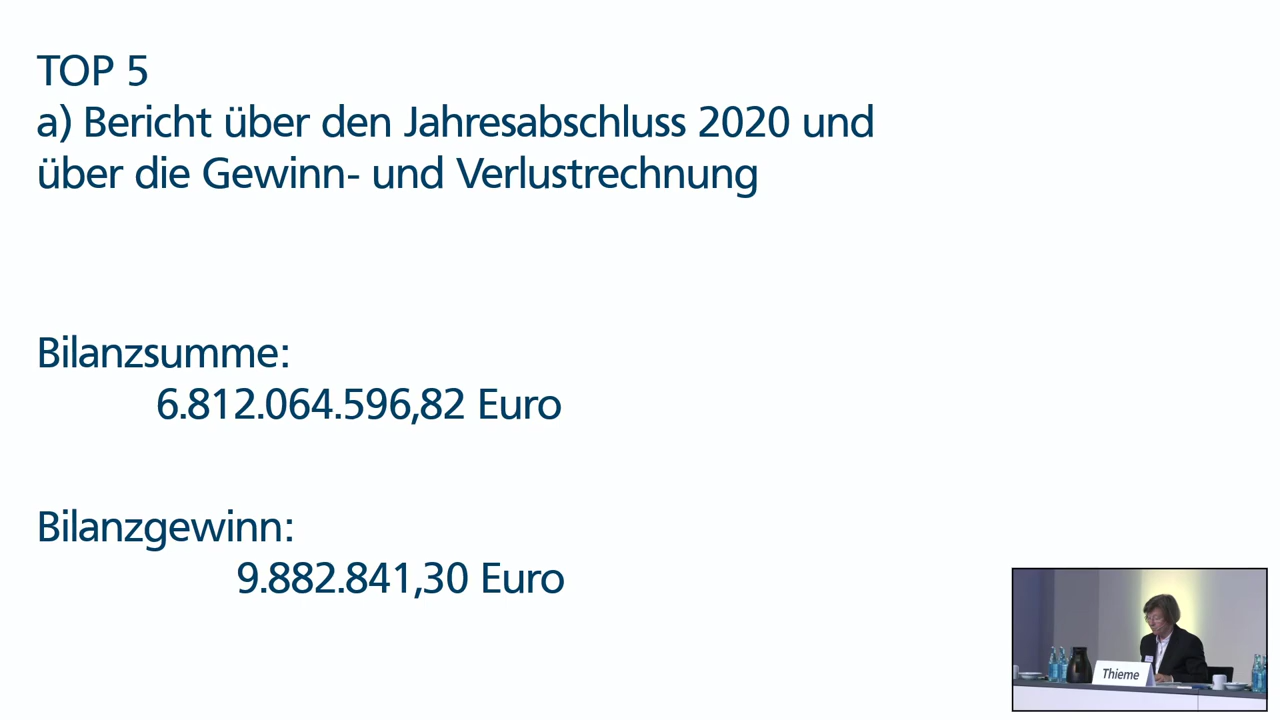 TOP 5
a) Bericht über den Jahresabschluss 2020 und
über die Gewinn- und Verlustrechnung
Bilanzsumme:
6.812.064.596,82 Euro
Bilanzgewinn:
9.882.841,30 Euro
Thieme